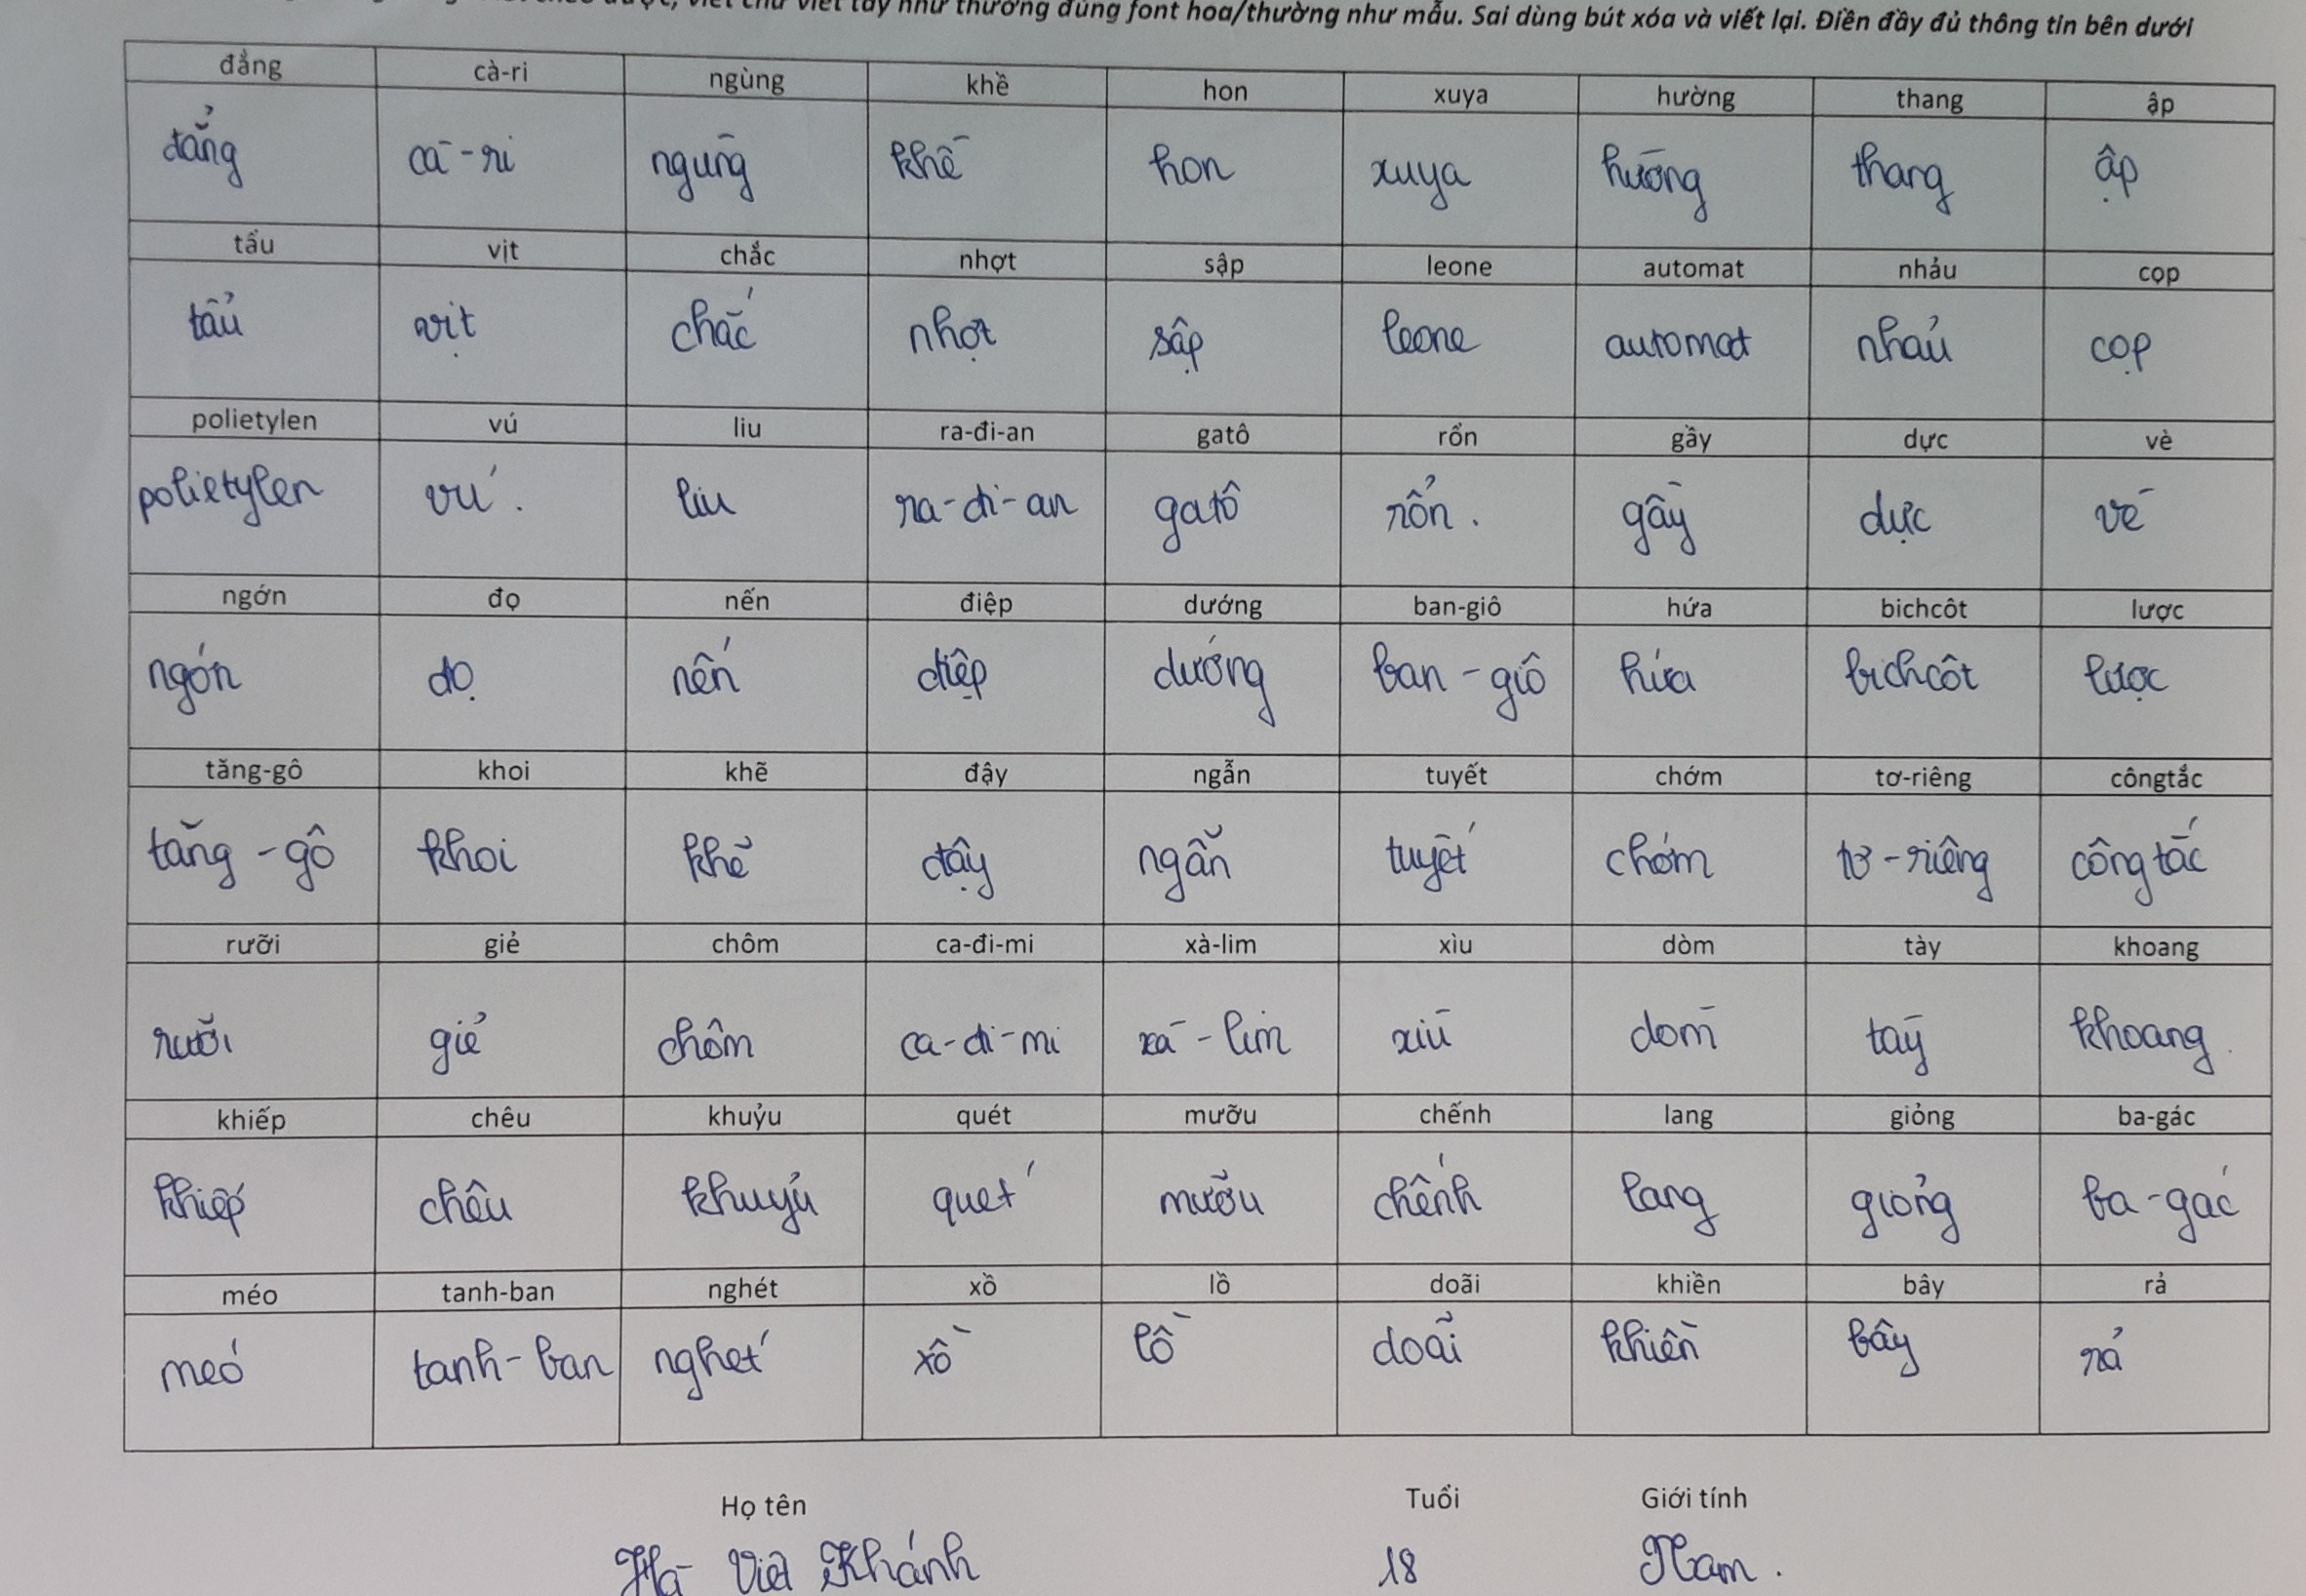 viết chữ viết tay như thường đúng font hoa/thường như mẫu. Sai dùng bút xóa và viết lại. Điền đầy đủ thông tin bên dưới
đẳng cà-ri ngùng khề hon xuya hường thang ập
đẳng cà-ri ngùng khề hon xuya hường thang ập
tẩu vịt chắc nhợt sập leone automat nhảu cọp
tẩu vịt chắc nhợt sập leone automat nhảu cọp
polietylen vú liu ra-đi-an gatô rổn gầy dực vè
polietylen vú. liu ra-đi-an gatô rổn. gầy dực vè
ngớn đọ nến điệp dướng ban-giô hứa bichcôt lược
ngớn đọ nến điệp dướng ban-giô hứa bichcôt lược
tăng-gô khoi khẽ đậy ngẵn tuyết chớm tơ-riêng côngtắc
tăng-gô khoi khẽ đậy ngẵn tuyết chớm tơ-riêng côngtắc
rưỡi giẻ chôm ca-đi-mi xà-lim xìu dòm tày khoang
rưỡi giẻ chôm ca-đi-mi xà-lim xìu dòm tày khoang.
khiếp chêu khuỷu quét mưỡu chếnh lang giỏng ba-gác
khiếp chêu khuỷu quét mưỡu chếnh lang giỏng ba-gác
méo tanh-ban nghét xồ lồ doãi khiền bây rả
méo tanh-ban nghét xồ lồ doãi khiền bây rả
Họ tên Tuổi Giới tính
Hà Việt Khánh 18 Nam.